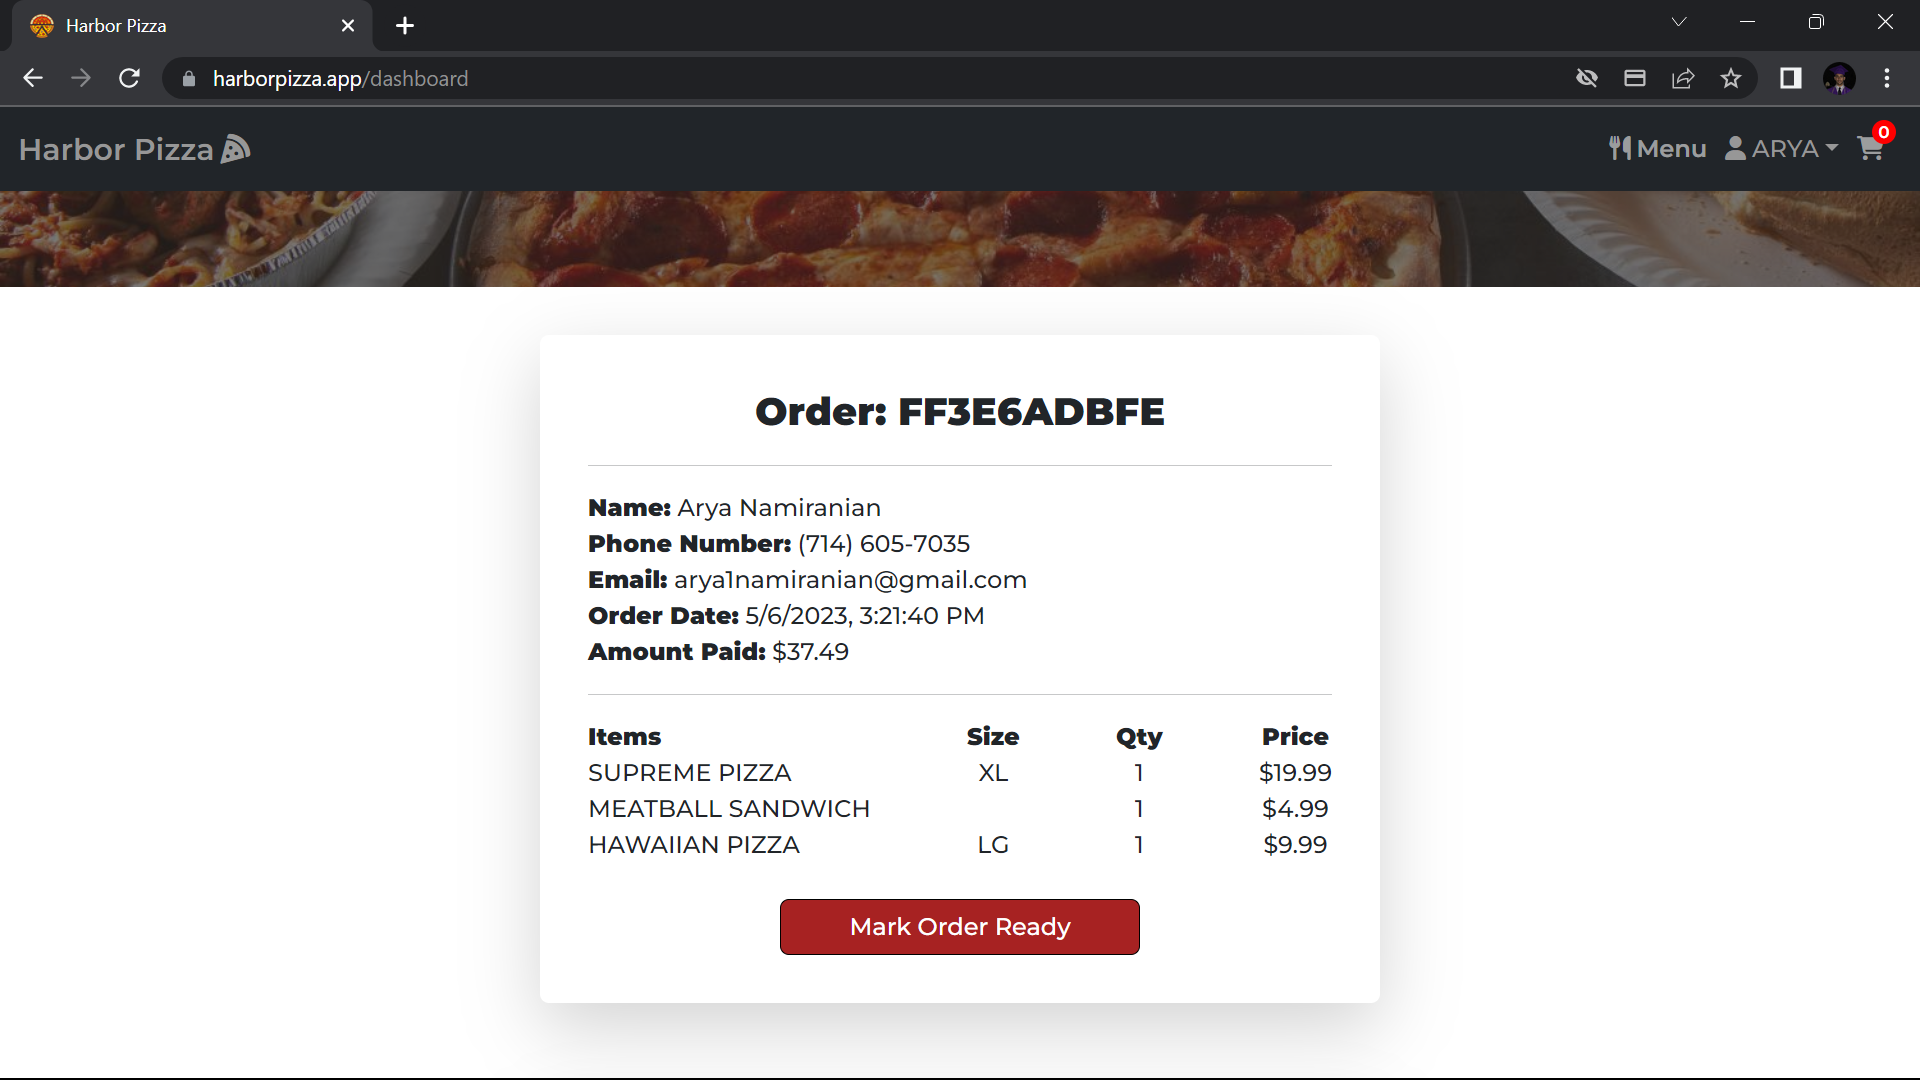 Harbor Pizza
harborpizza.app/dashboard
Harbor Pizza
Menu
ARYA
0
Order: FF3E6ADBFE
Name: Arya Namiranian
Phone Number: (714) 605-7035
Email: arya1namiranian@gmail.com
Order Date: 5/6/2023, 3:21:40 PM
Amount Paid: $37.49
Items Size Qty Price
SUPREME PIZZA XL 1 $19.99
MEATBALL SANDWICH 1 $4.99
HAWAIIAN PIZZA LG 1 $9.99
Mark Order Ready